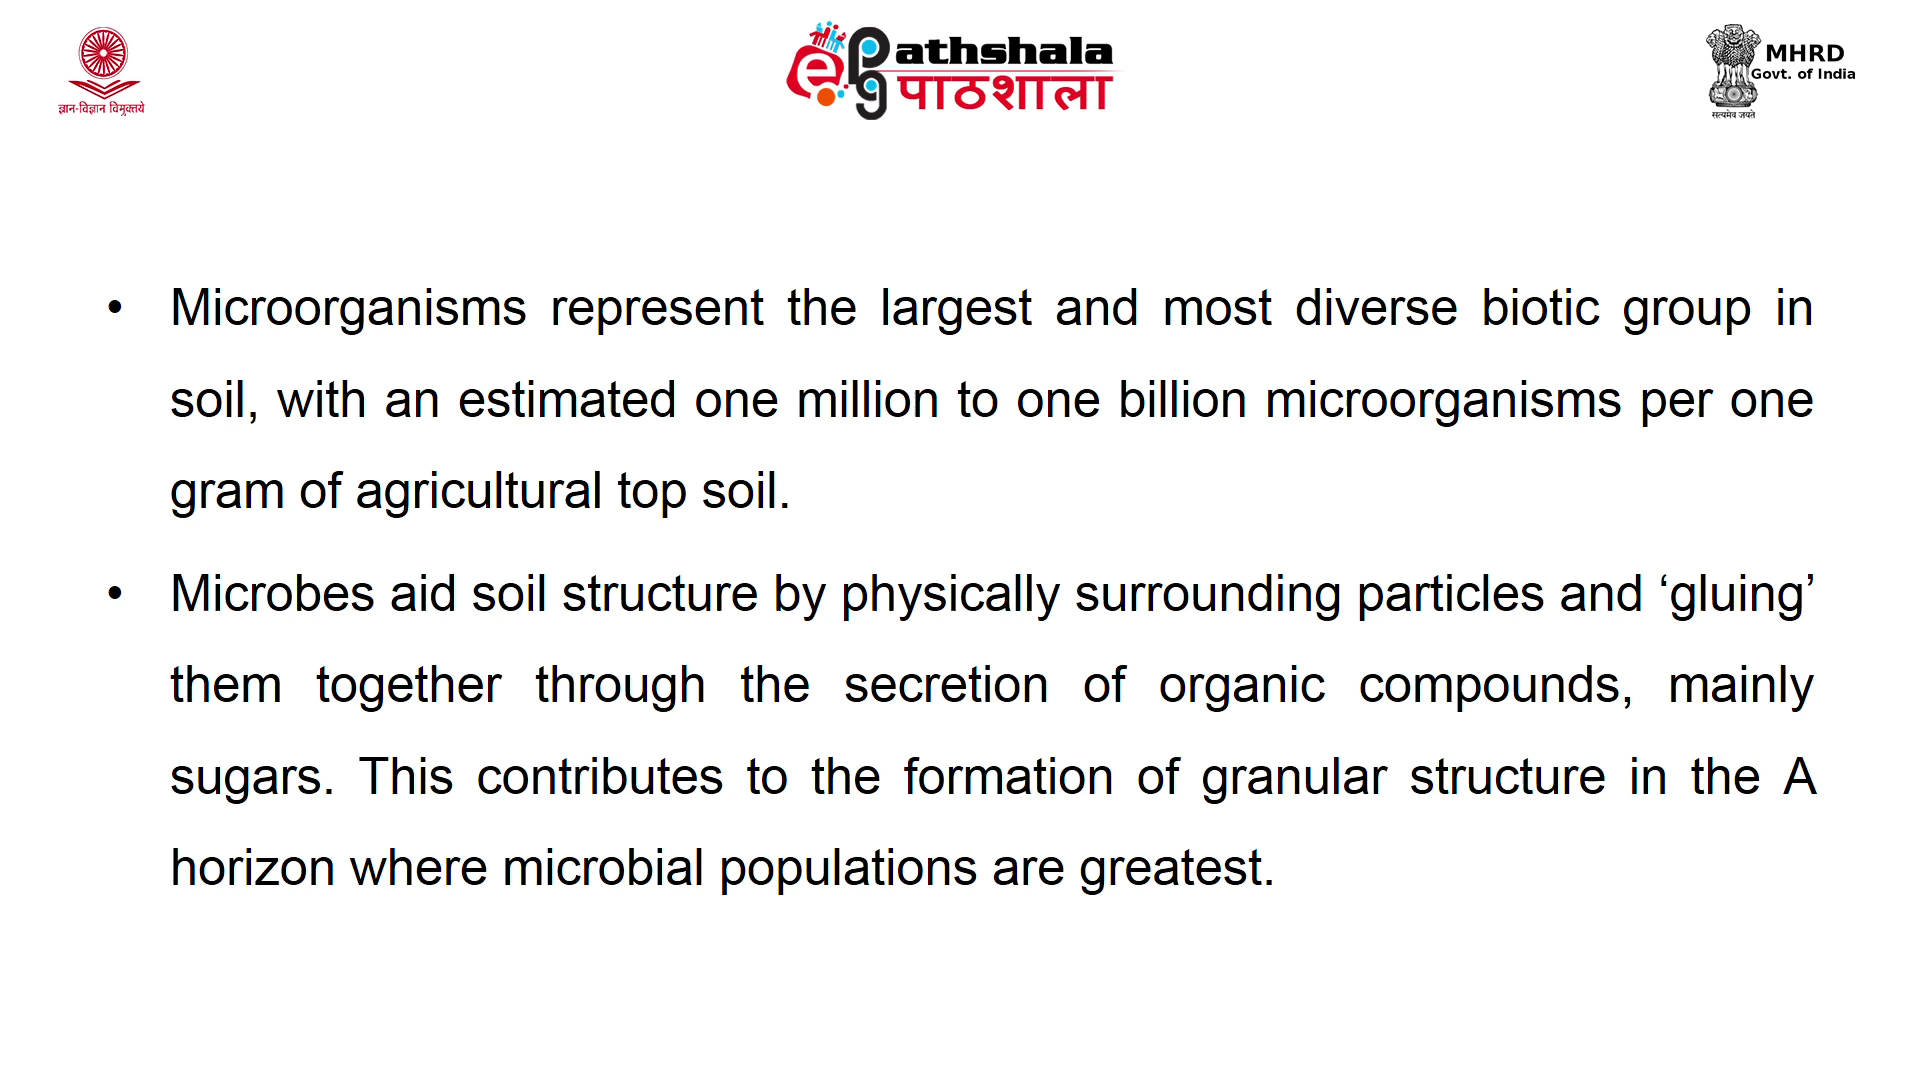 ज्ञान-विज्ञान विमुक्तये
athshala
पाठशाला
MHRD
Govt. of India
सत्यमेव जयते
• Microorganisms represent the largest and most diverse biotic group in
soil, with an estimated one million to one billion microorganisms per one
gram of agricultural top soil.
• Microbes aid soil structure by physically surrounding particles and ‘gluing’
them together through the secretion of organic compounds, mainly
sugars. This contributes to the formation of granular structure in the A
horizon where microbial populations are greatest.